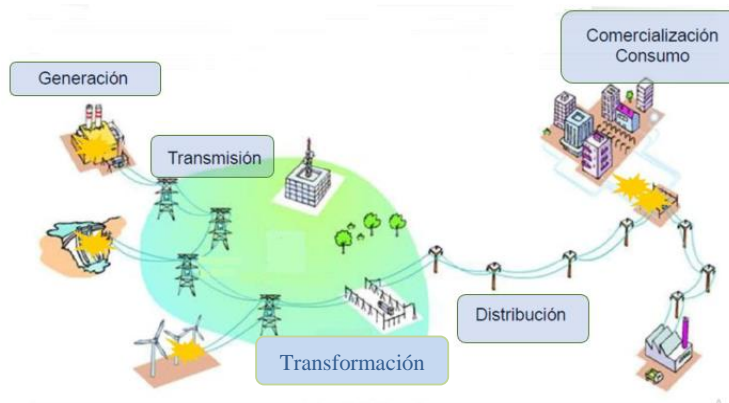 Comercialización
Consumo
Generación
Transmisión
Distribución
Transformación